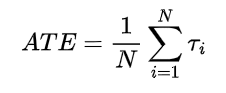 $ATE = \frac{1}{N} \sum_{i=1}^{N} \tau_i$